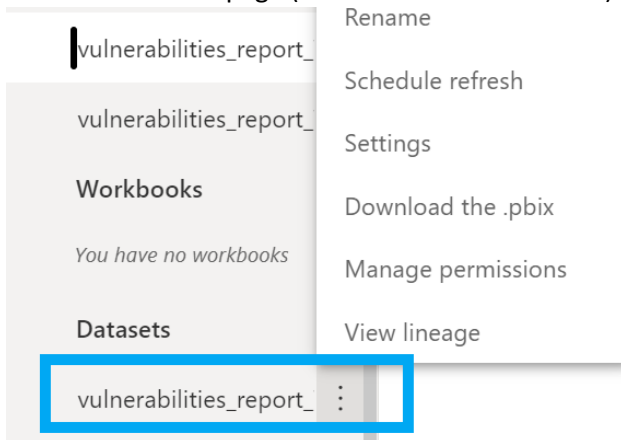 Rename
vulnerabilities_report_
Schedule refresh
vulnerabilities_report_
Settings
Workbooks
Download the .pbix
You have no workbooks
Manage permissions
Datasets
View lineage
vulnerabilities_report_